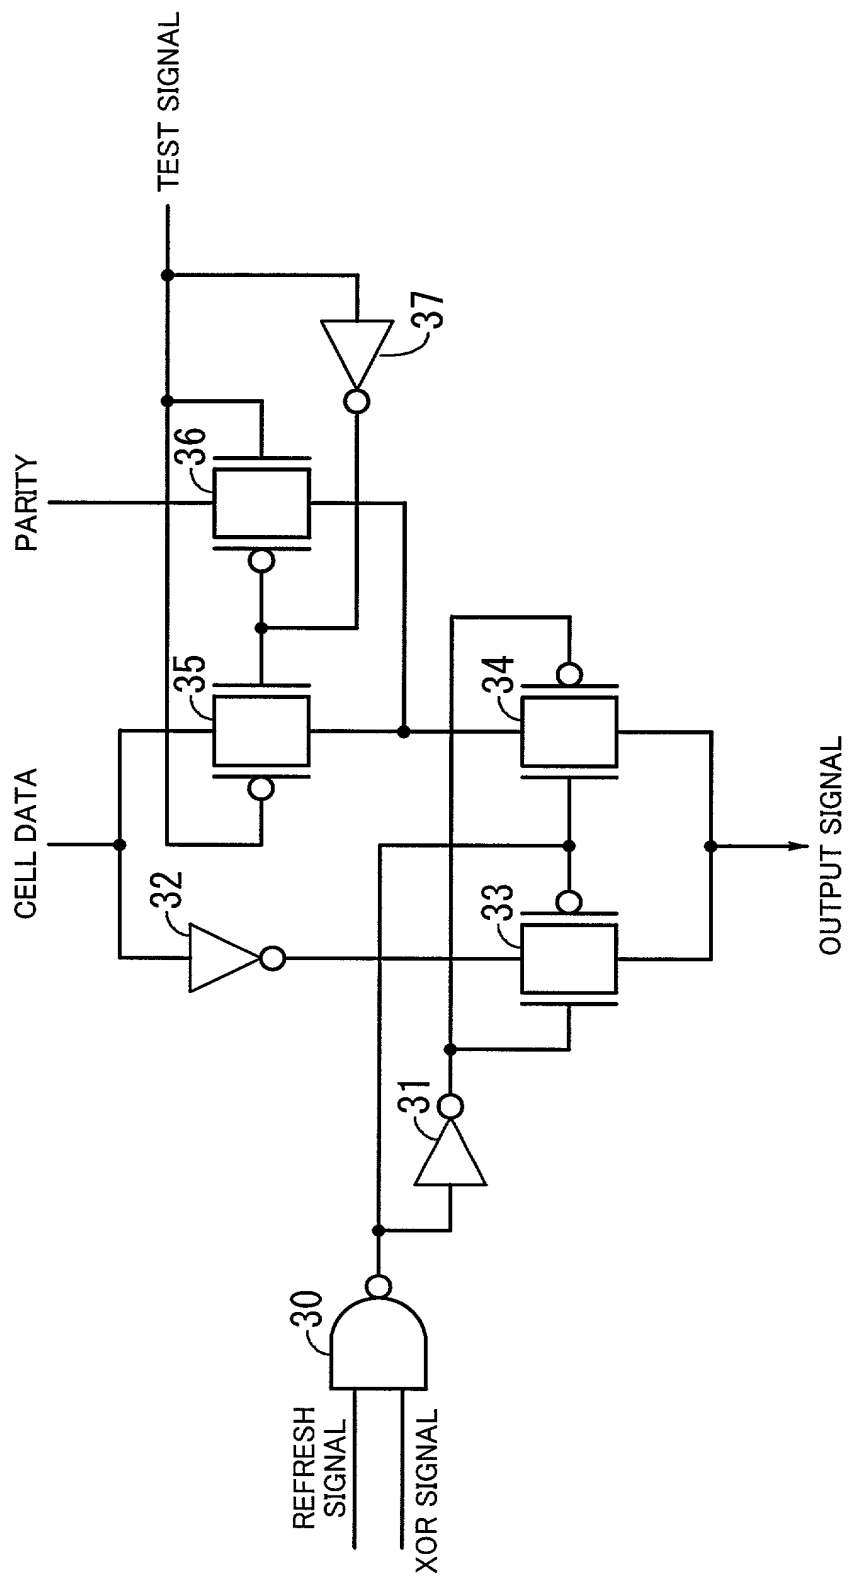 TEST SIGNAL
PARITY
CELL DATA
36
37
35
32
34
33
31
30
REFRESH
SIGNAL
XOR SIGNAL
OUTPUT SIGNAL